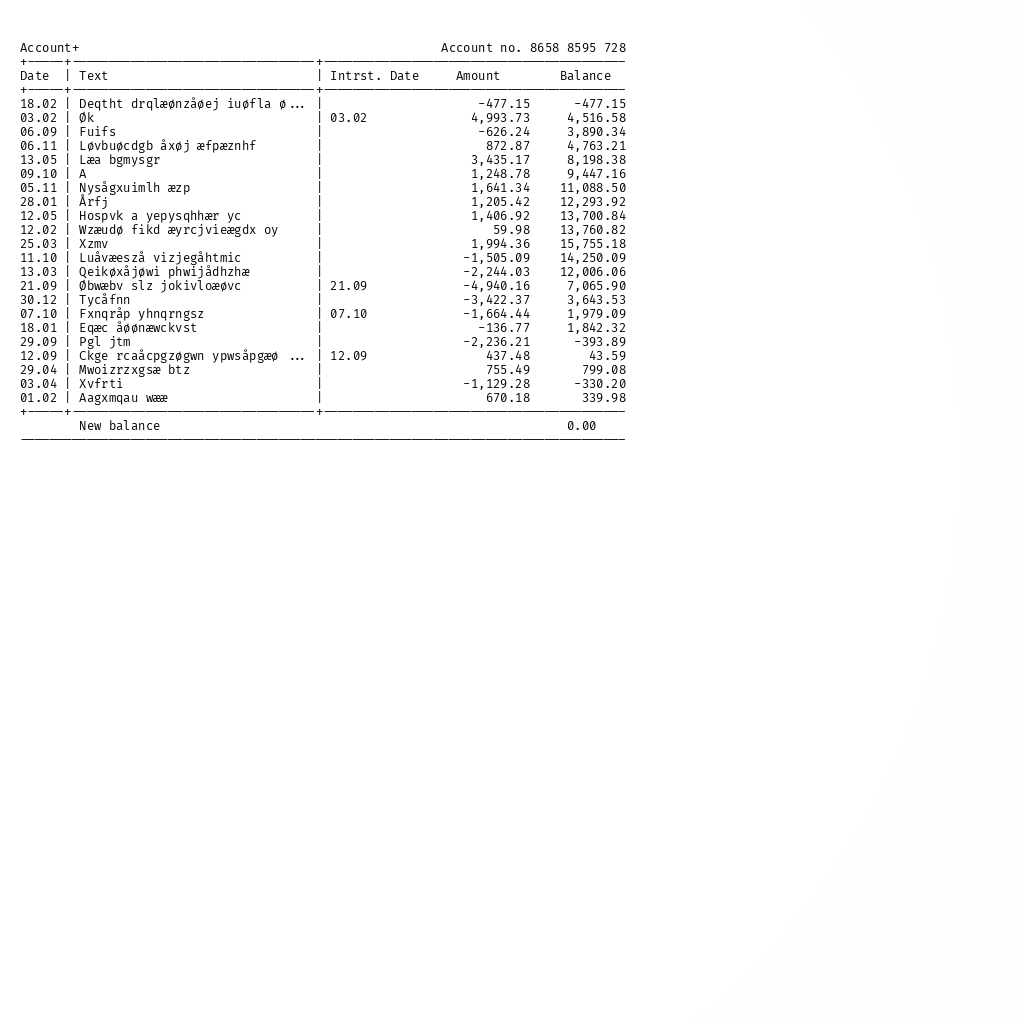 Account+ Account no. 8658 8595 728
+-----+---------------------------------+-----------------------------------------
Date | Text | Intrst. Date Amount Balance
+-----+---------------------------------+-----------------------------------------
18.02 | Deqtht drqlæønzåøej iuøfla ø... | -477.15 -477.15
03.02 | Øk | 03.02 4,993.73 4,516.58
06.09 | Fuifs | -626.24 3,890.34
06.11 | Løvbuøcdgb åxøj æfpæznhf | 872.87 4,763.21
13.05 | Læa bgmysgr | 3,435.17 8,198.38
09.10 | A | 1,248.78 9,447.16
05.11 | Nysågxuimlh æzp | 1,641.34 11,088.50
28.01 | Årfj | 1,205.42 12,293.92
12.05 | Hospvk a yepysqhhær yc | 1,406.92 13,700.84
12.02 | Wzæudø fikd æyrcjvieægdx oy | 59.98 13,760.82
25.03 | Xzmv | 1,994.36 15,755.18
11.10 | Luåvæeszå vizjegåhtmic | -1,505.09 14,250.09
13.03 | Qeikøxåjøwi phwijådhzhæ | -2,244.03 12,006.06
21.09 | Øbwæbv slz jokivloæøvc | 21.09 -4,940.16 7,065.90
30.12 | Tycåfnn | -3,422.37 3,643.53
07.10 | Fxnqråp yhnqrngsz | 07.10 -1,664.44 1,979.09
18.01 | Eqæc åøønæwckvst | -136.77 1,842.32
29.09 | Pgl jtm | -2,236.21 -393.89
12.09 | Ckge rcaåcpgzøgwn ypwsåpgæø ... | 12.09 437.48 43.59
29.04 | Mwoizrzxgsæ btz | 755.49 799.08
03.04 | Xvfrti | -1,129.28 -330.20
01.02 | Aagxmqau wææ | 670.18 339.98
+-----+---------------------------------+-----------------------------------------
New balance 0.00
----------------------------------------------------------------------------------